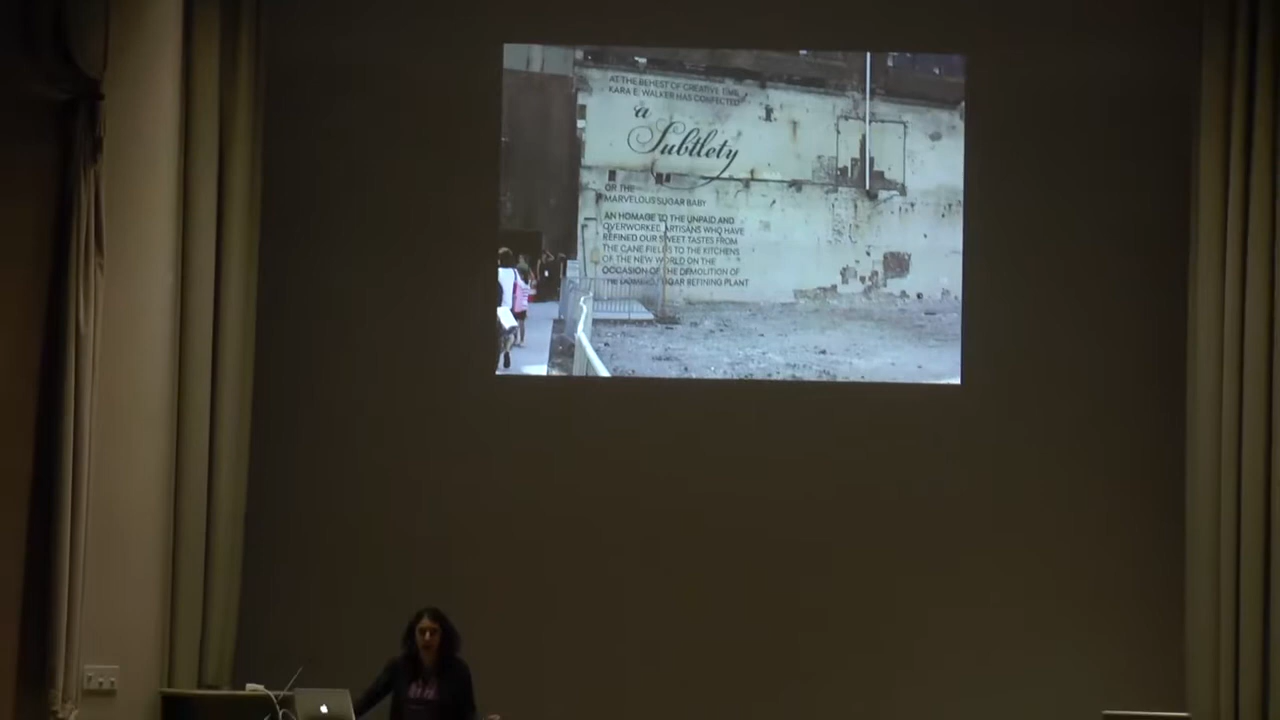 AT THE BEHEST OF CREATIVE TIME
KARA E. WALKER HAS CONFECTED
a
Subtlety
OR THE
MARVELOUS SUGAR BABY
AN HOMAGE TO THE UNPAID AND
OVERWORKED ARTISANS WHO HAVE
REFINED OUR SWEET TASTES FROM
THE CANE FIELDS TO THE KITCHENS
OF THE NEW WORLD ON THE
OCCASION OF THE DEMOLITION OF
THE DOMINO SUGAR REFINING PLANT